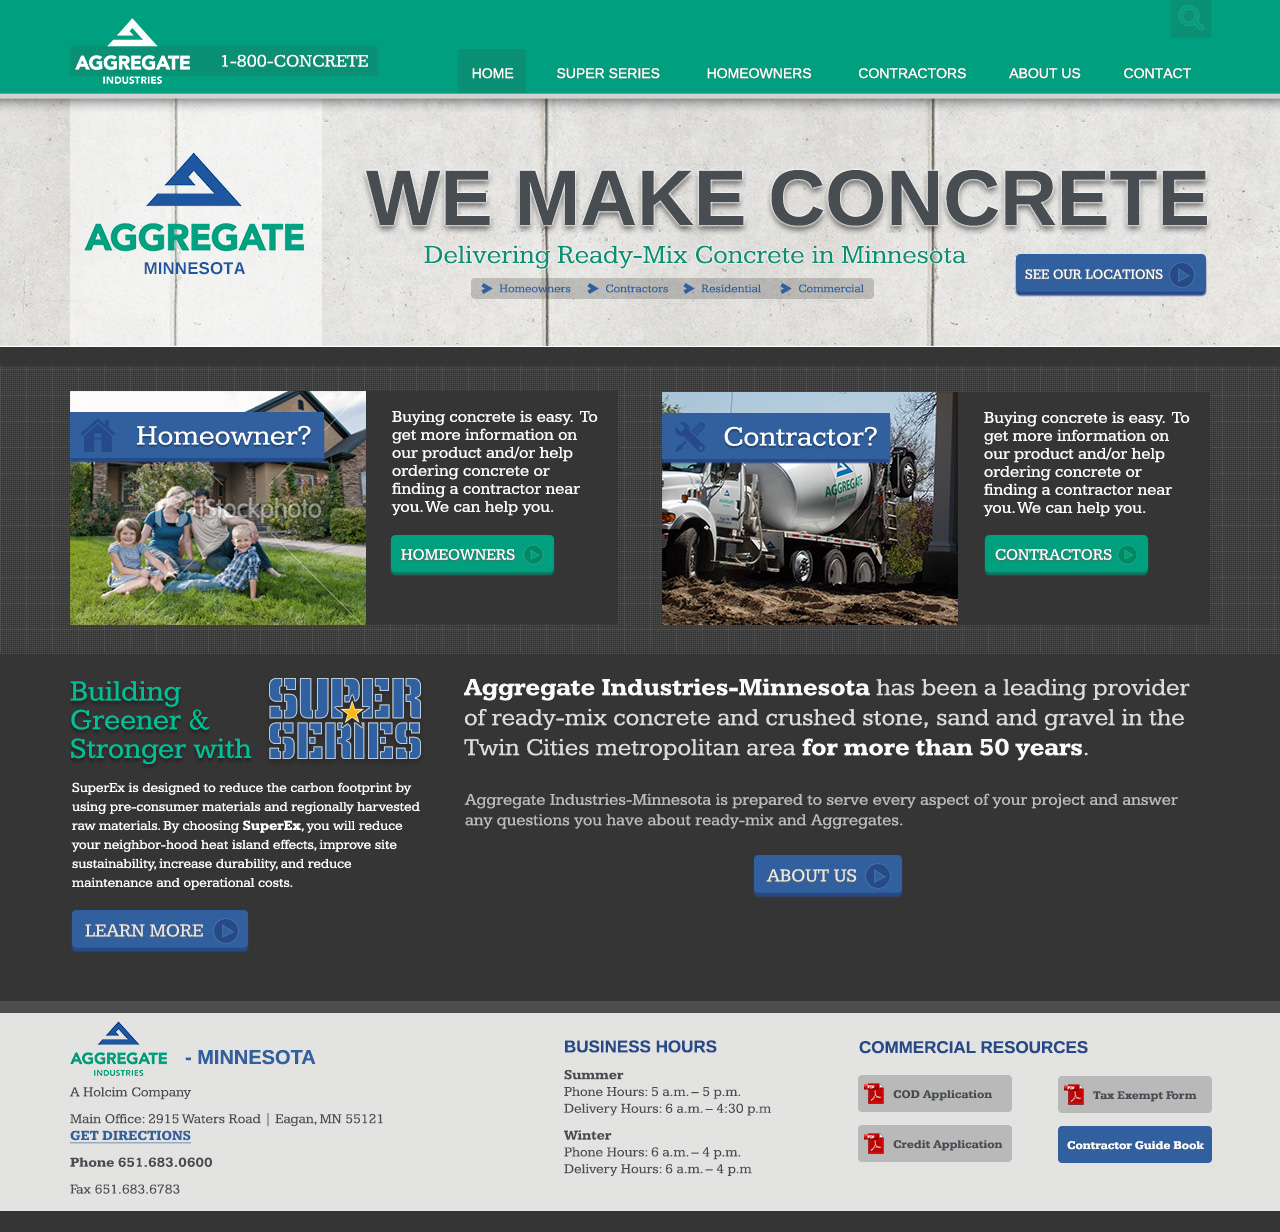 AGGREGATE
INDUSTRIES
1-800-CONCRETE
HOME
SUPER SERIES
HOMEOWNERS
CONTRACTORS
ABOUT US
CONTACT
AGGREGATE
MINNESOTA
WE MAKE CONCRETE
Delivering Ready-Mix Concrete in Minnesota
Homeowners
Contractors
Residential
Commercial
SEE OUR LOCATIONS
Homeowner?
iStockphoto
Buying concrete is easy. To
get more information on
our product and/or help
ordering concrete or
finding a contractor near
you. We can help you.
HOMEOWNERS
Contractor?
AGGREGATE
INDUSTRIES
Buying concrete is easy. To
get more information on
our product and/or help
ordering concrete or
finding a contractor near
you. We can help you.
CONTRACTORS
Building
Greener &
Stronger with
SUPER
SERIES
SuperEx is designed to reduce the carbon footprint by
using pre-consumer materials and regionally harvested
raw materials. By choosing SuperEx, you will reduce
your neighbor-hood heat island effects, improve site
sustainability, increase durability, and reduce
maintenance and operational costs.
LEARN MORE
Aggregate Industries-Minnesota has been a leading provider
of ready-mix concrete and crushed stone, sand and gravel in the
Twin Cities metropolitan area for more than 50 years.
Aggregate Industries-Minnesota is prepared to serve every aspect of your project and answer
any questions you have about ready-mix and Aggregates.
ABOUT US
AGGREGATE
INDUSTRIES
- MINNESOTA
A Holcim Company
Main Office: 2915 Waters Road | Eagan, MN 55121
GET DIRECTIONS
Phone 651.683.0600
Fax 651.683.6783
BUSINESS HOURS
Summer
Phone Hours: 5 a.m. – 5 p.m.
Delivery Hours: 6 a.m. – 4:30 p.m
Winter
Phone Hours: 6 a.m. – 4 p.m.
Delivery Hours: 6 a.m. – 4 p.m
COMMERCIAL RESOURCES
COD Application
Tax Exempt Form
Credit Application
Contractor Guide Book